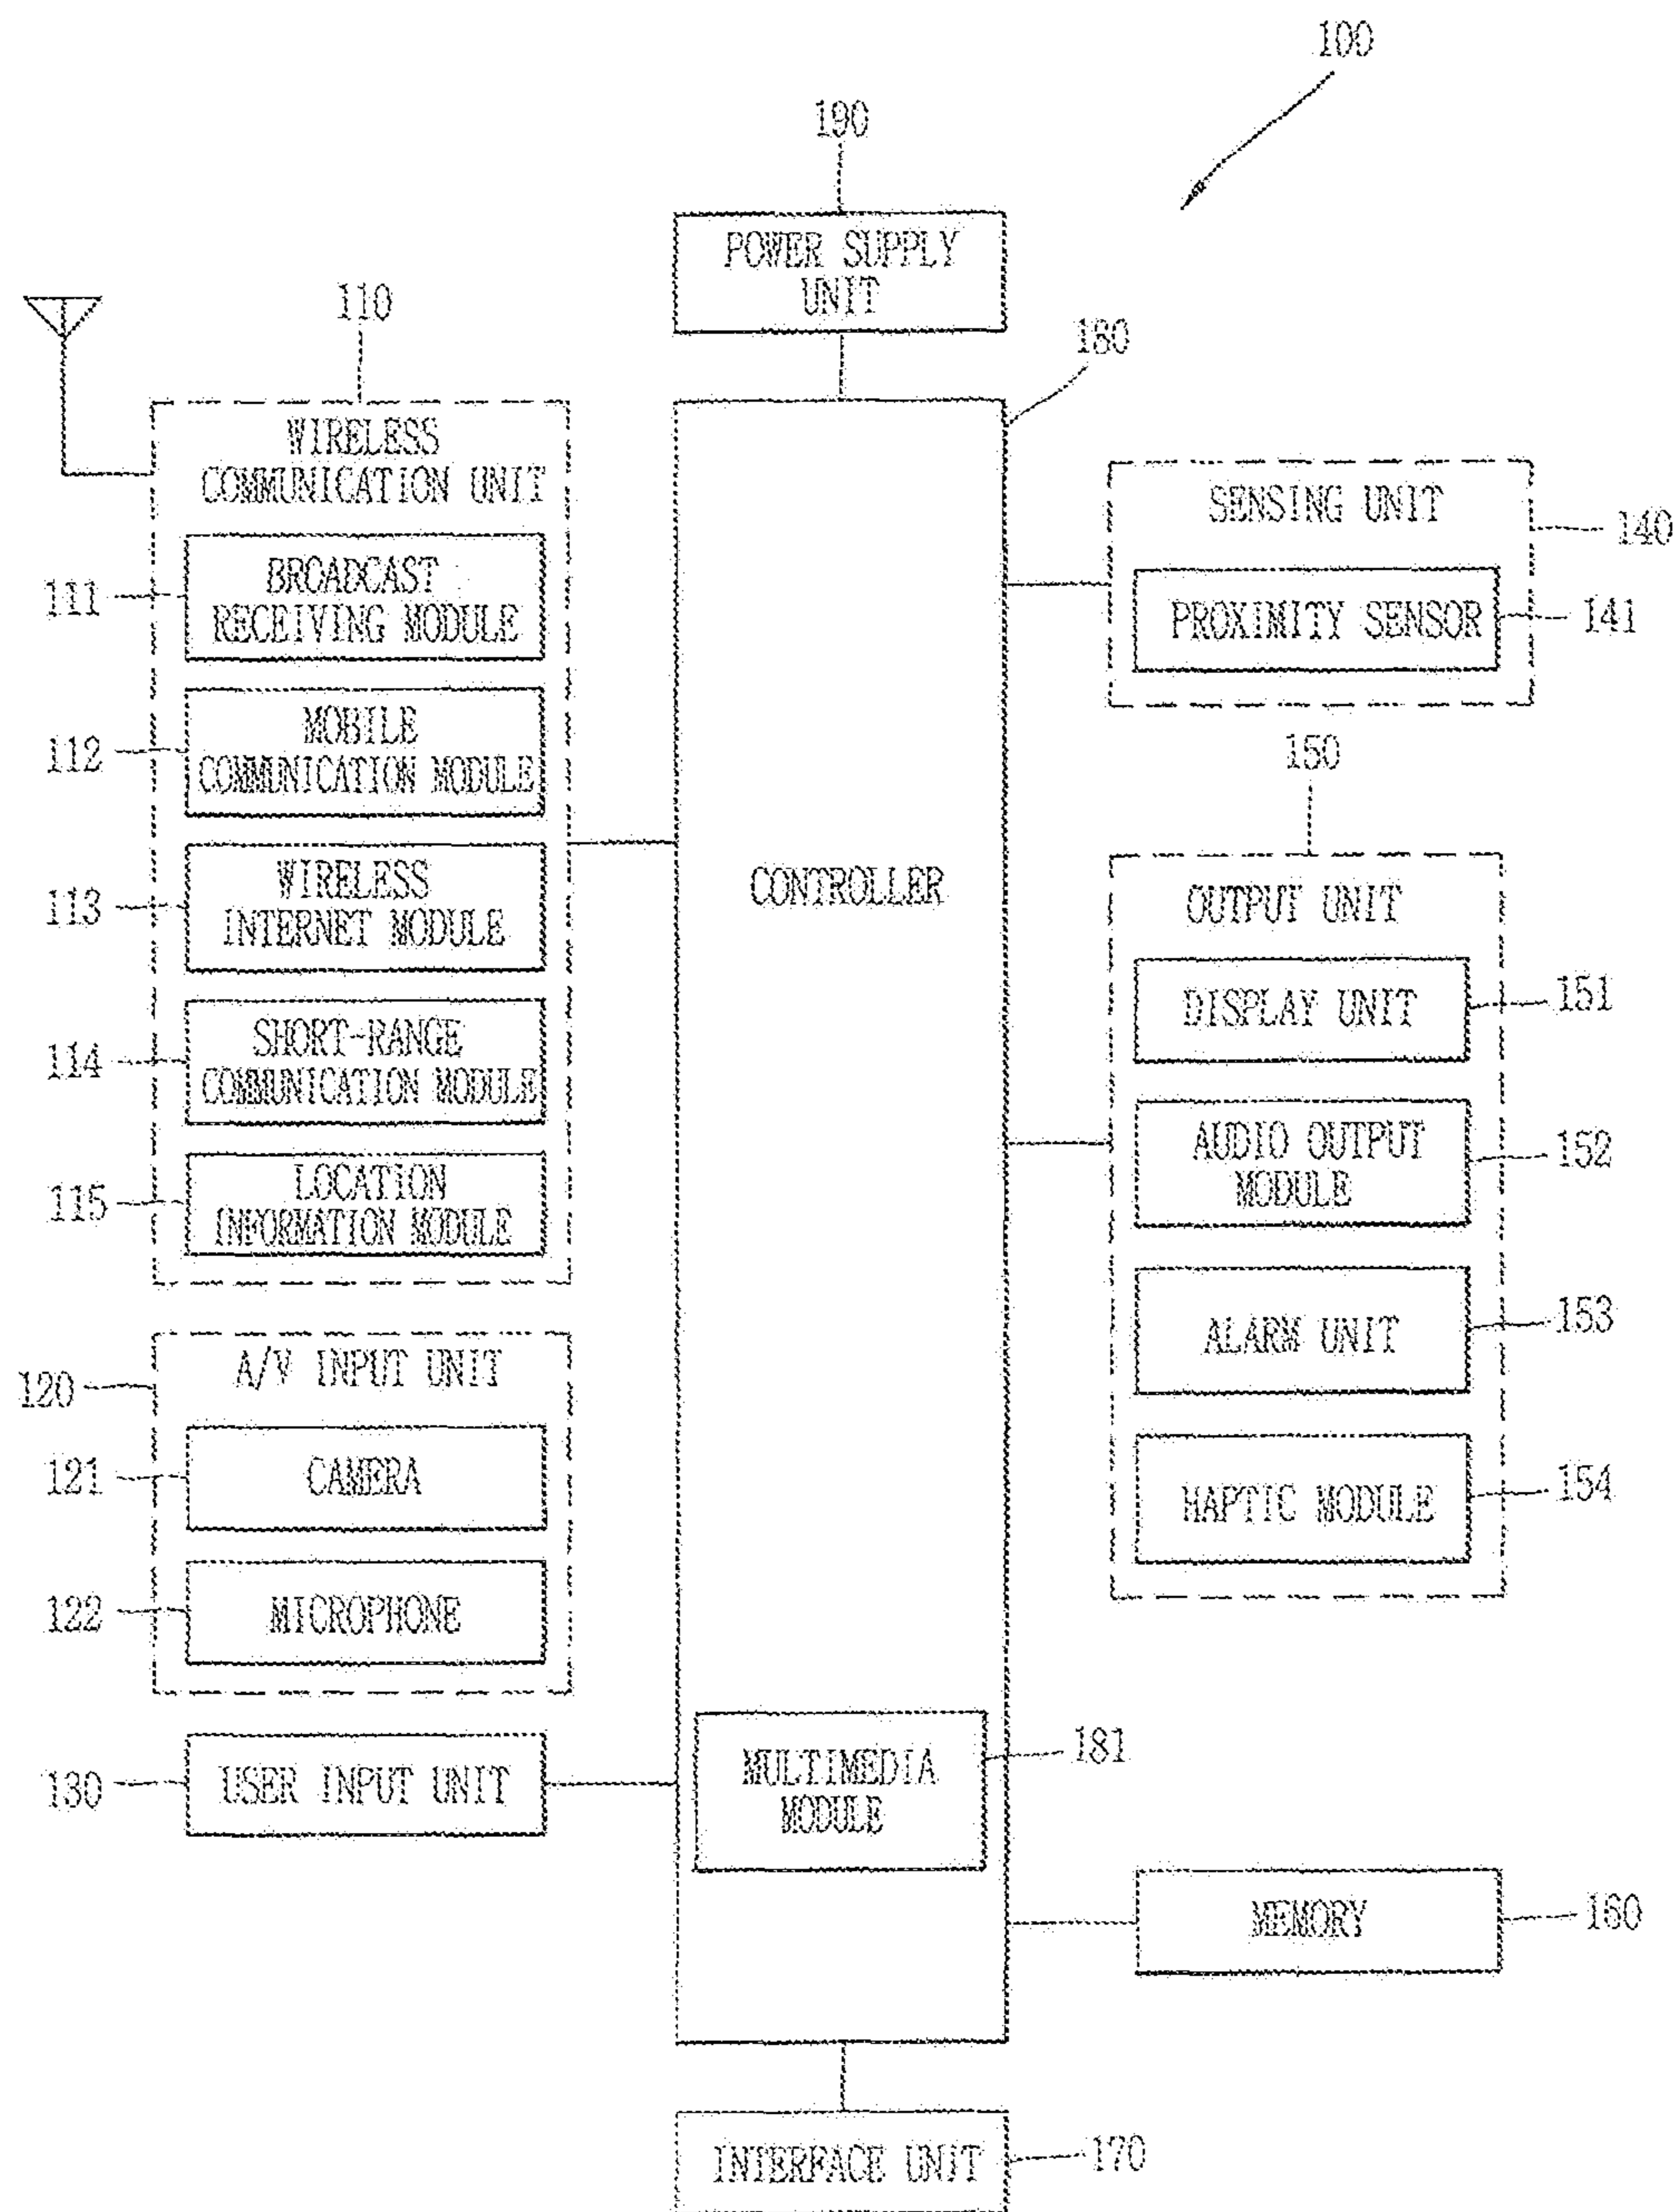 100
190
POWER SUPPLY
UNIT
110
180
WIRELESS
COMMUNICATION UNIT
111
BROADCAST
RECEIVING MODULE
112
MOBILE
COMMUNICATION MODULE
113
WIRELESS
INTERNET MODULE
114
SHORT-RANGE
COMMUNICATION MODULE
115
LOCATION
INFORMATION MODULE
120
A/V INPUT UNIT
121
CAMERA
122
MICROPHONE
130
USER INPUT UNIT
CONTROLLER
MULTIMEDIA
MODULE
181
SENSING UNIT
140
PROXIMITY SENSOR
141
150
OUTPUT UNIT
DISPLAY UNIT
151
AUDIO OUTPUT
MODULE
152
ALARM UNIT
153
HAPTIC MODULE
154
MEMORY
160
INTERFACE UNIT
170